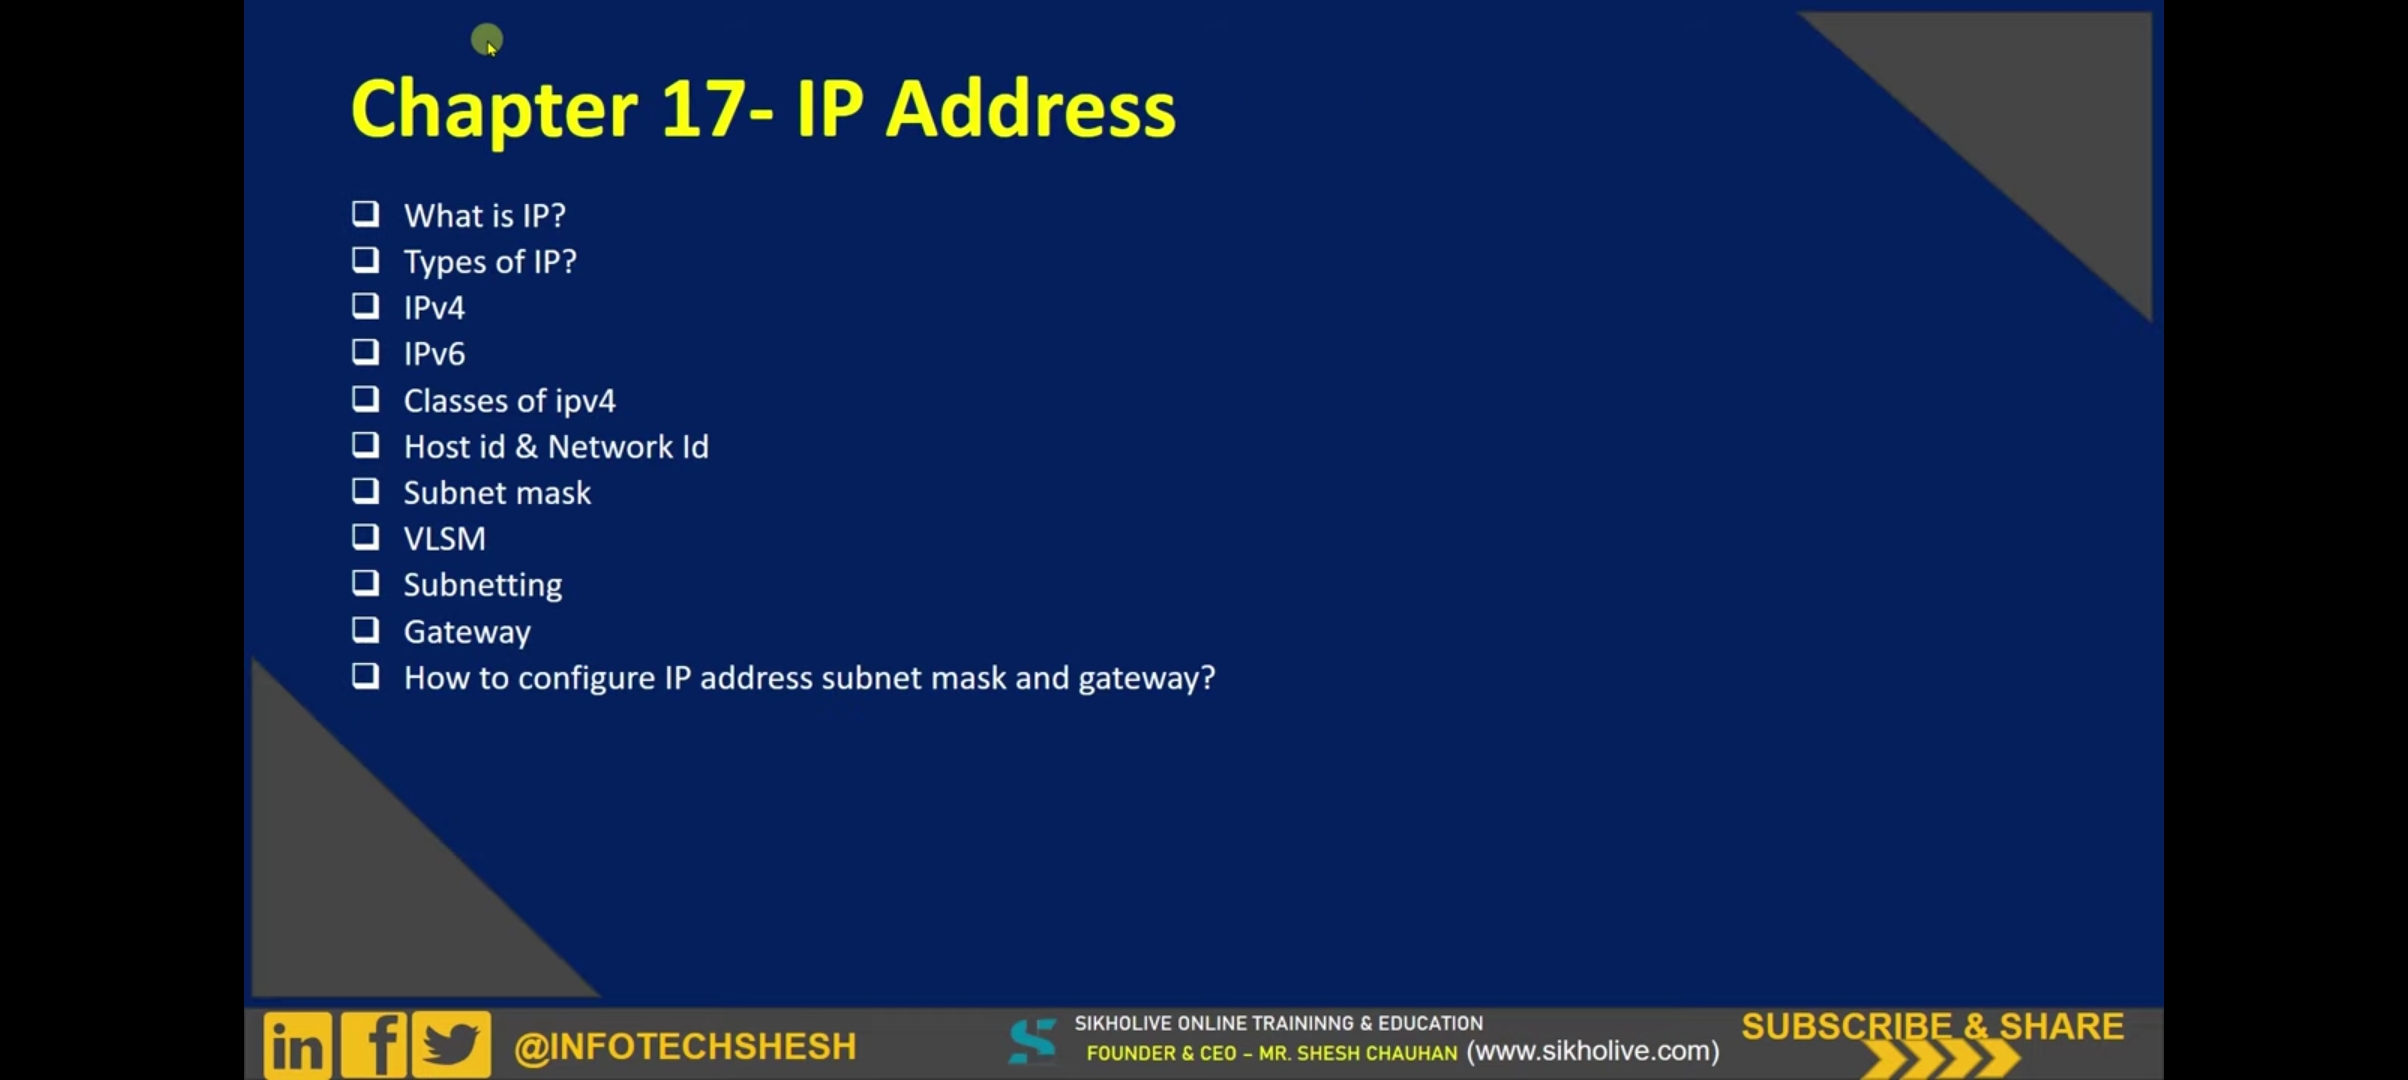 Chapter 17- IP Address
What is IP?
Types of IP?
IPv4
IPv6
Classes of ipv4
Host id & Network Id
Subnet mask
VLSM
Subnetting
Gateway
How to configure IP address subnet mask and gateway?
in f @INFOTECHSHESH
SIKHOLIVE ONLINE TRAININNG & EDUCATION
FOUNDER & CEO – MR. SHESH CHAUHAN (www.sikholive.com)
SUBSCRIBE & SHARE